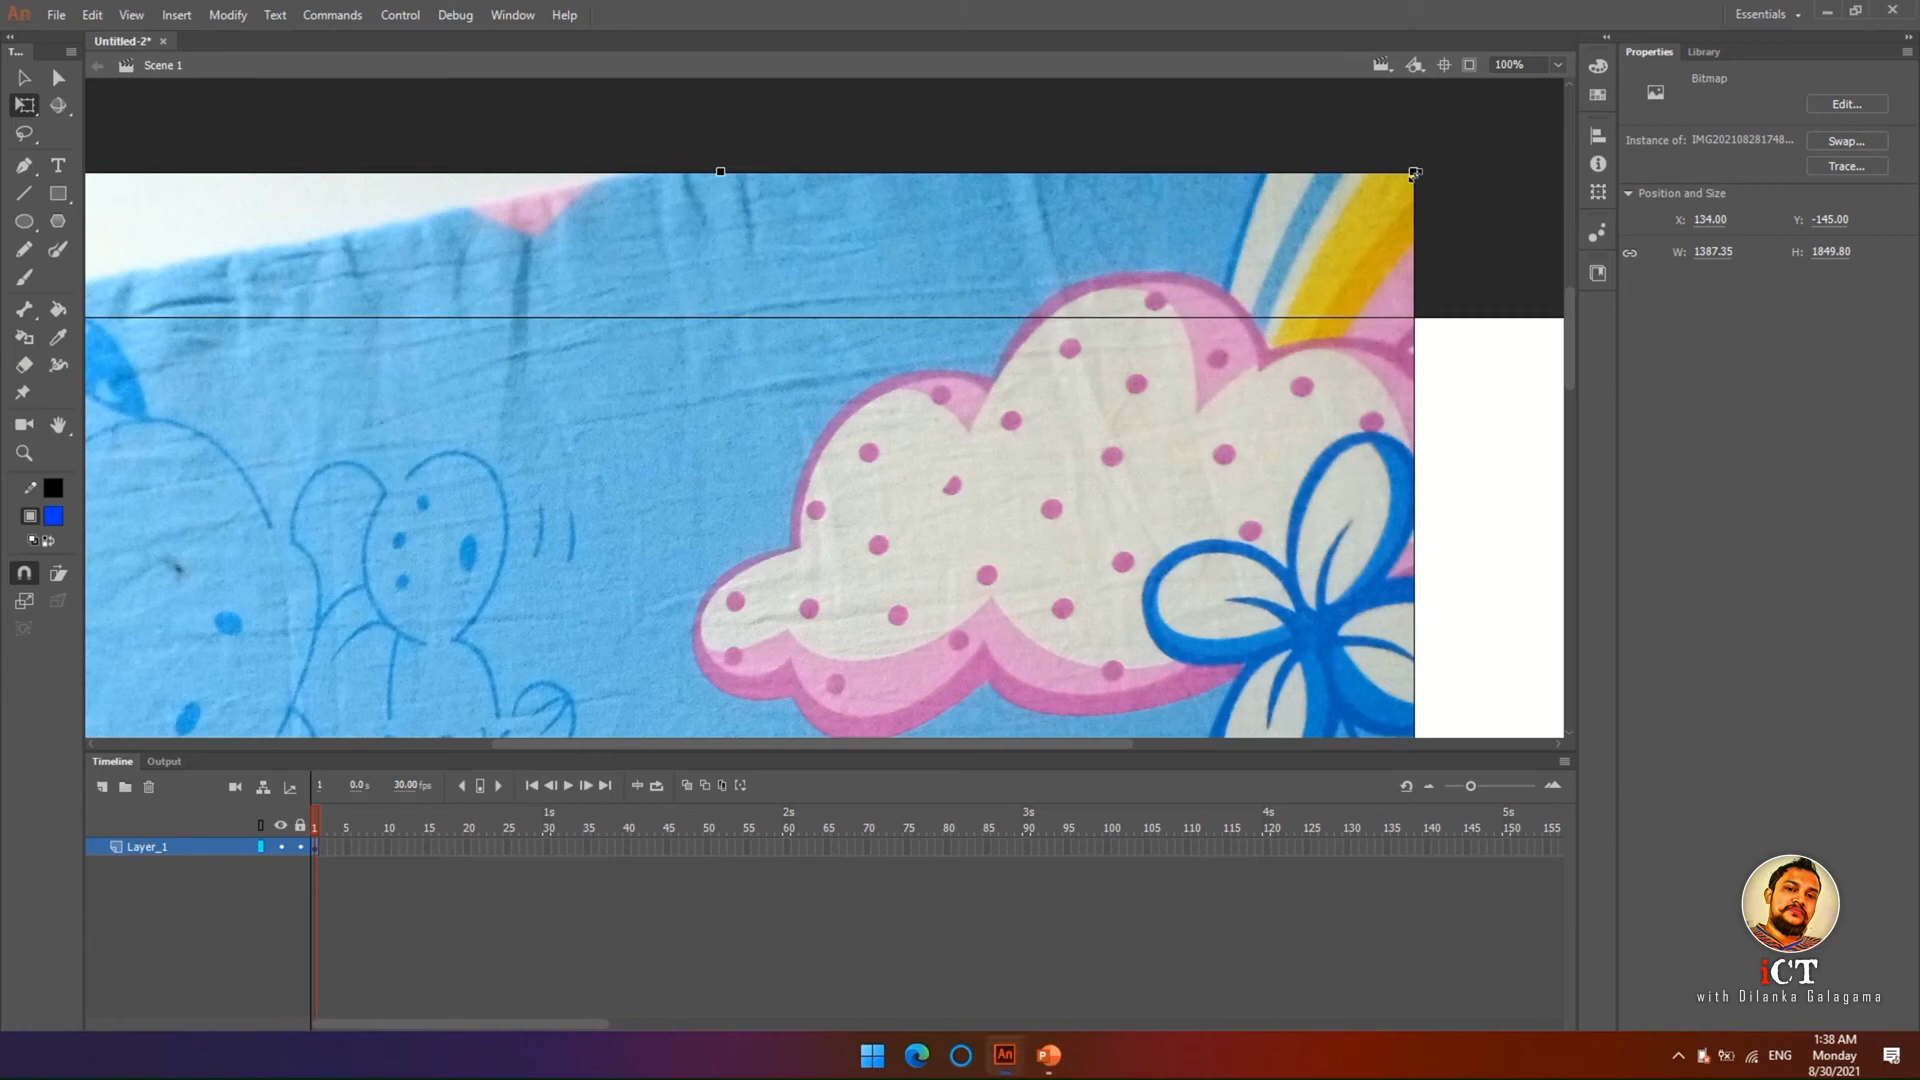 An File Edit View Insert Modify Text Commands Control Debug Window Help Essentials
T... Untitled-2* × Properties Library
Scene 1 100%
Bitmap
Edit...
Instance of: IMG202108281748... Swap...
Trace...
Position and Size
X: 134.00 Y: -145.00
W: 1387.35 H: 1849.80
T
Timeline Output
1 0.0 s 30.00 fps
1s 2s 3s 4s 5s
1 5 10 15 20 25 30 35 40 45 50 55 60 65 70 75 80 85 90 95 100 105 110 115 120 125 130 135 140 145 150 155
Layer_1
iCT
with Dilanka Galagama
An P ENG
1:38 AM
Monday
8/30/2021